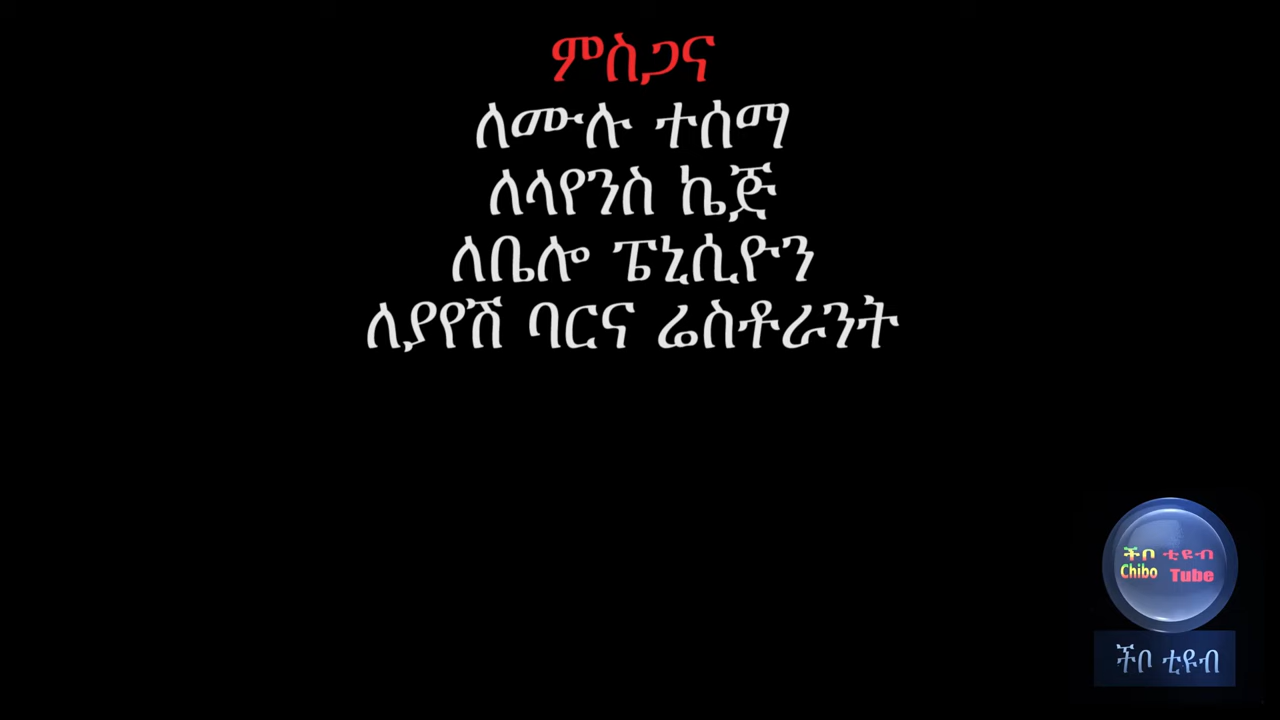 ምስጋና
ለሙሉ ተሰማ
ለላየንስ ኬጅ
ለቤሎ ፔኒሲዮን
ለያየሽ ባርና ሬስቶራንት
ችቦ ቲዩብ
Chibo Tube
ችቦ ቲዩብ